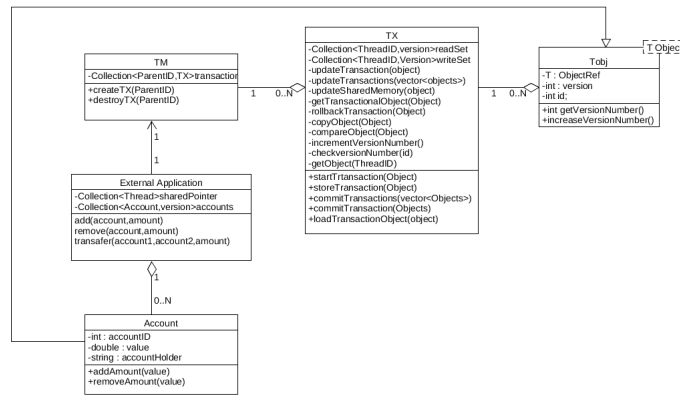 TM
-Collection<ParentID,TX>transaction
+createTX(ParentID)
+destroyTX(ParentID)
1
0..N
TX
-Collection<ThreadID,version>readSet
-Collection<ThreadID,Version>writeSet
-updateTransaction(object)
-updateTransactions(vector<objects>)
-updateSharedMemory(object)
-getTransactionalObject(Object)
-rollbackTransaction(Object)
-copyObject(Object)
-compareObject(Object)
-incrementVersionNumber()
-checkversionNumber(id)
-getObject(ThreadID)
+startTrtansaction(Object)
+storeTransaction(Object)
+commitTransactions(vector<Objects>)
+commitTransaction(Objects)
+loadTransactionObject(object)
1
0..N
T Objec
Tobj
-T : ObjectRef
-int : version
-int id;
+int getVersionNumber()
+increaseVersionNumber()
1
1
External Application
-Collection<Thread>sharedPointer
-Collection<Account,version>accounts
add(account,amount)
remove(account,amount)
transafer(account1,account2,amount)
1
0..N
Account
-int : accountID
-double : value
-string : accountHolder
+addAmount(value)
+removeAmount(value)